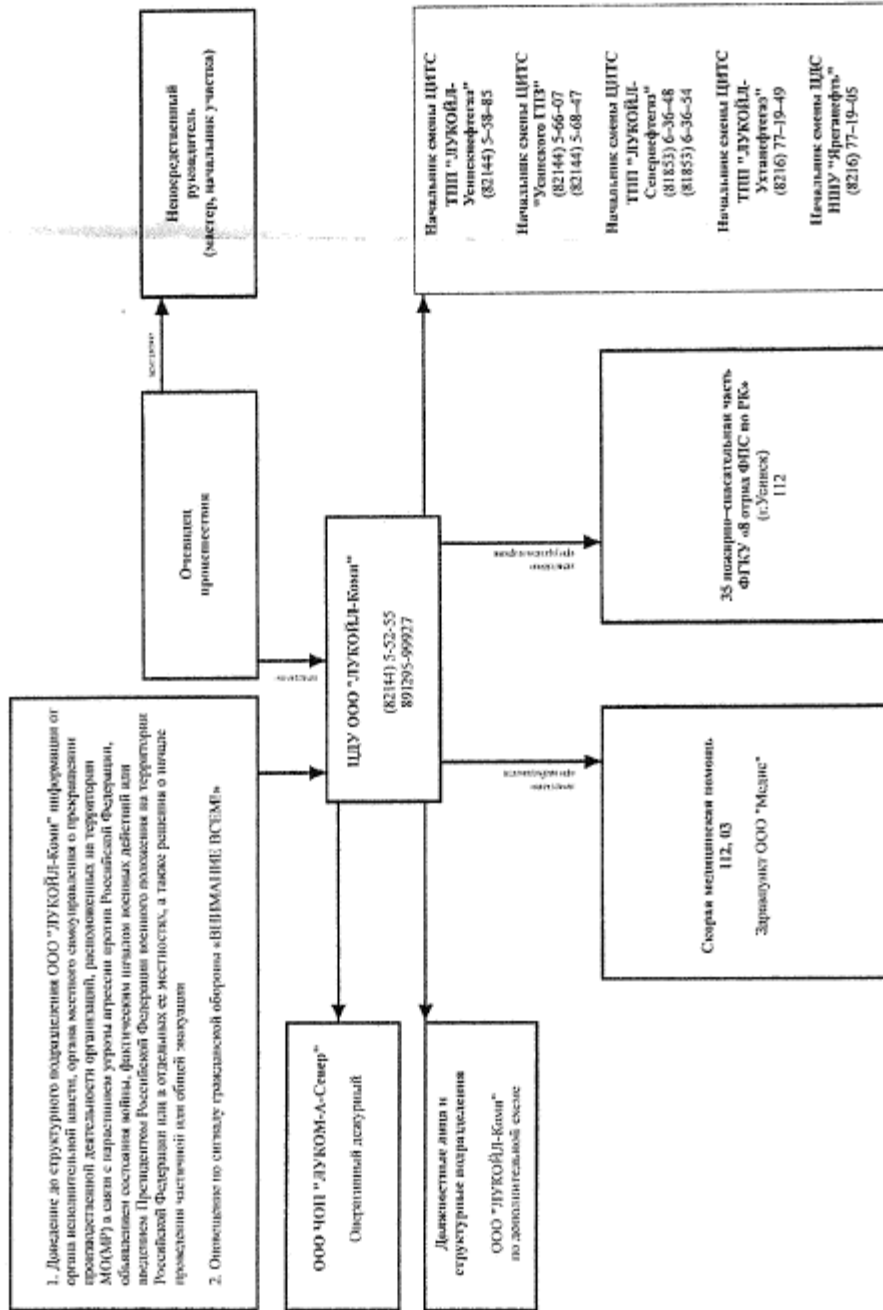 1. Доведение до структурного подразделения ООО "ЛУКОЙЛ-Коми" информации от
органа исполнительной власти, органа местного самоуправления о прекращении
производственной деятельности организаций, расположенных на территории
МО(МР) в связи с нарастанием угрозы агрессии против Российской Федерации,
объявлением состояния войны, фактическим началом военных действий или
введением Президентом Российской Федерации военного положения на территории
Российской Федерации или в отдельных ее местностях, а также решения о начале
проведения частичной или общей эвакуации
2. Оповещение по сигналу гражданской обороны «ВНИМАНИЕ ВСЕМ!»
Очевидец
происшествия
Непосредственный
руководитель
(мастер, начальник участка)
ЦДУ ООО "ЛУКОЙЛ-Коми"
(82144) 5-52-55
891295-99927
ООО ЧОП "ЛУКОМ-А-Север"
Оперативный дежурный
Должностные лица и
структурные подразделения
ООО "ЛУКОЙЛ-Коми"
по дополнительной схеме
при
при
Скорая медицинская помощь
112, 03
Здравпункт ООО "Медис"
35 пожарно-спасательная часть
ФГКУ «8 отряд ФПС по РК»
(г.Усинск)
112
Начальник смены ЦИТС
ТПП "ЛУКОЙЛ-
Усинскнефтегаз"
(82144) 5-58-85
Начальник смены ЦИТС
"Усинского ГПЗ"
(82144) 5-66-07
(82144) 5-68-47
Начальник смены ЦИТС
ТПП "ЛУКОЙЛ-
Севернефтегаз"
(81853) 6-36-48
(81853) 6-36-54
Начальник смены ЦИТС
ТПП "ЛУКОЙЛ-
Ухтанефтегаз"
(8216) 77-19-49
Начальник смены ЦДС
НШУ "Яреганефть"
(8216) 77-19-05